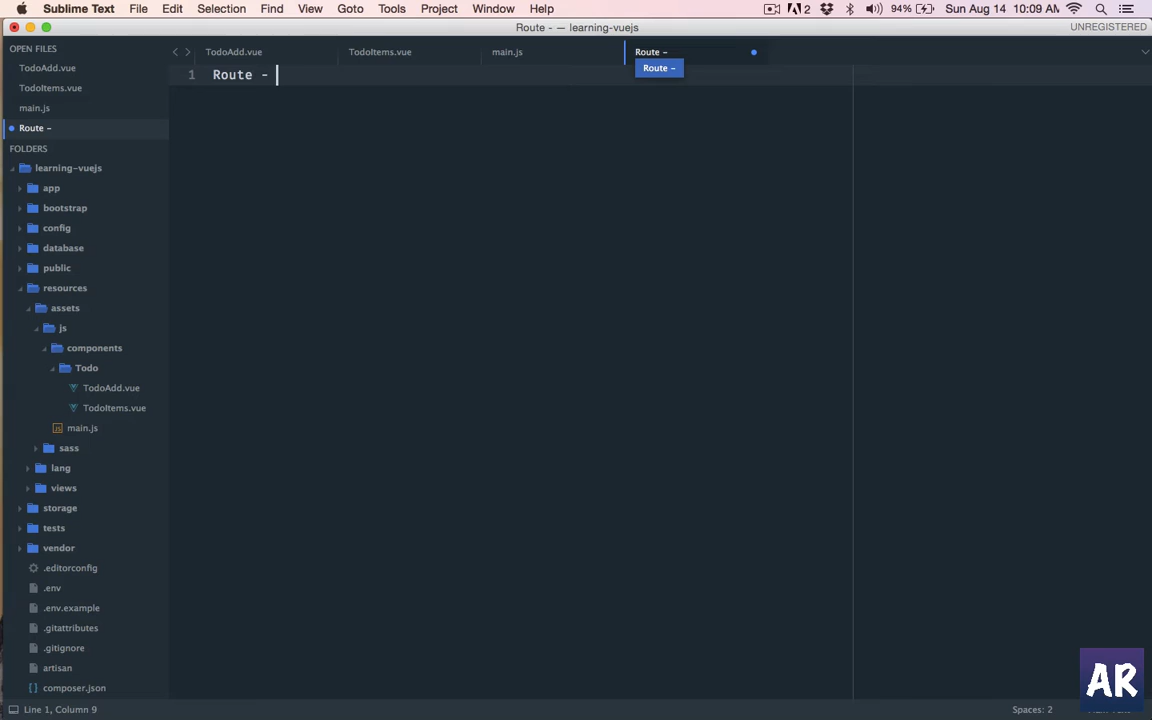 Sublime Text File Edit Selection Find View Goto Tools Project Window Help 2 94% Sun Aug 14 10:09 AM
Route - — learning-vuejs UNREGISTERED
OPEN FILES
TodoAdd.vue
TodoItems.vue
main.js
Route -
FOLDERS
learning-vuejs
app
bootstrap
config
database
public
resources
assets
js
components
Todo
TodoAdd.vue
TodoItems.vue
main.js
sass
lang
views
storage
tests
vendor
.editorconfig
.env
.env.example
.gitattributes
.gitignore
artisan
composer.json
TodoAdd.vue TodoItems.vue main.js Route -
Route -
1 Route -
Line 1, Column 9 Spaces: 2
AR